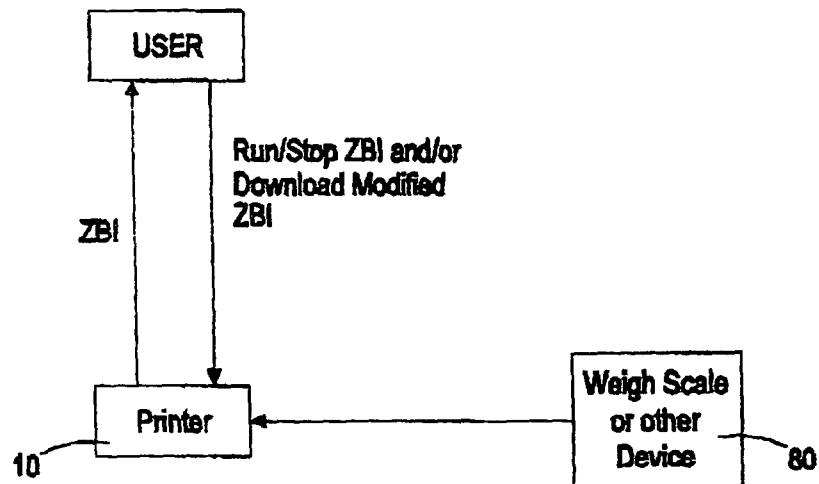 USER
Run/Stop ZBI and/or
Download Modified
ZBI
ZBI
Printer
10
Weigh Scale
or other
Device
80